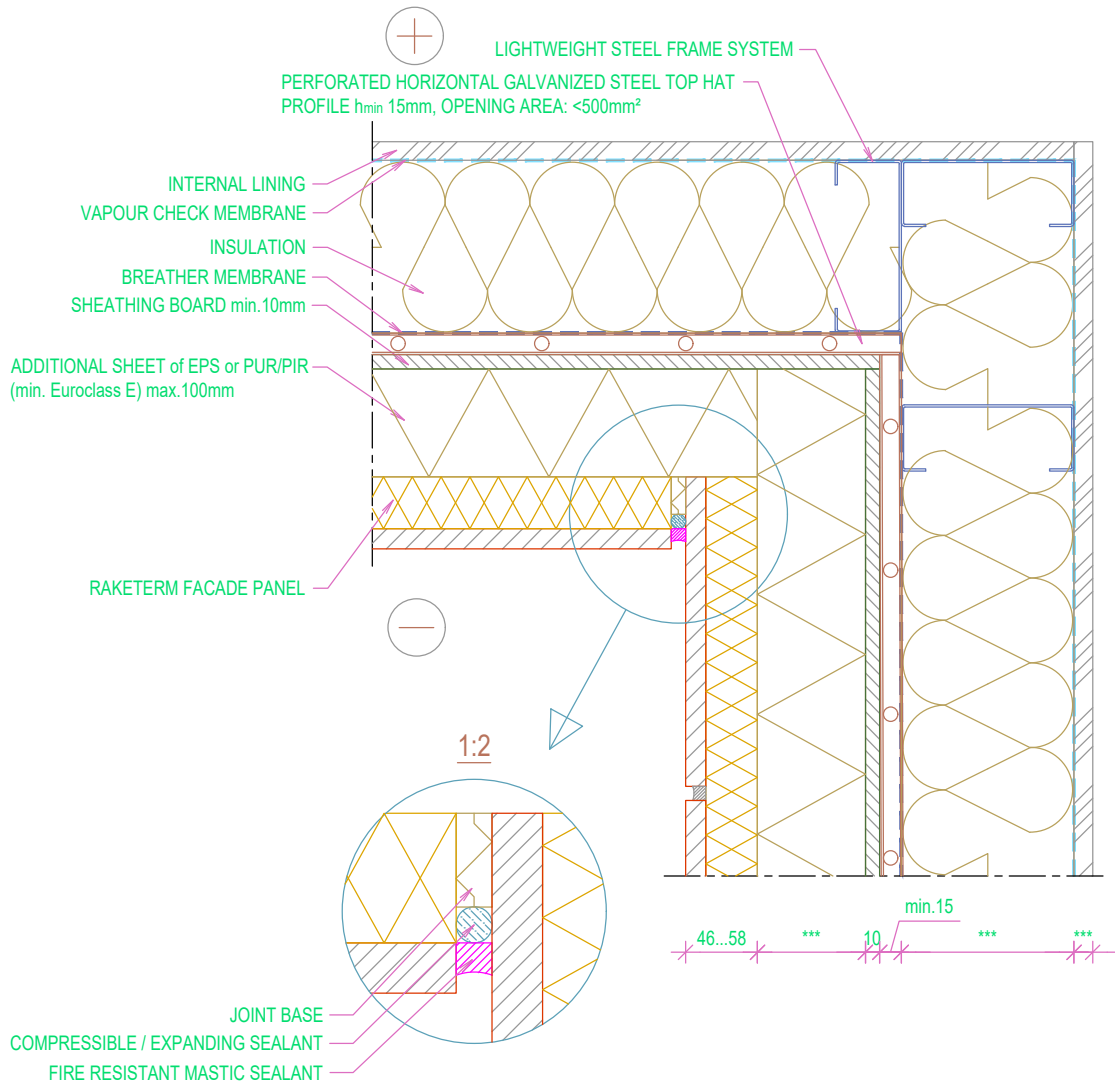 LIGHTWEIGHT STEEL FRAME SYSTEM
PERFORATED HORIZONTAL GALVANIZED STEEL TOP HAT
PROFILE hmin 15mm, OPENING AREA: <500mm²
INTERNAL LINING
VAPOUR CHECK MEMBRANE
INSULATION
BREATHER MEMBRANE
SHEATHING BOARD min.10mm
ADDITIONAL SHEET of EPS or PUR/PIR
(min. Euroclass E) max.100mm
RAKETERM FACADE PANEL
1:2
min.15
46...58 *** 10 *** ***
JOINT BASE
COMPRESSIBLE / EXPANDING SEALANT
FIRE RESISTANT MASTIC SEALANT